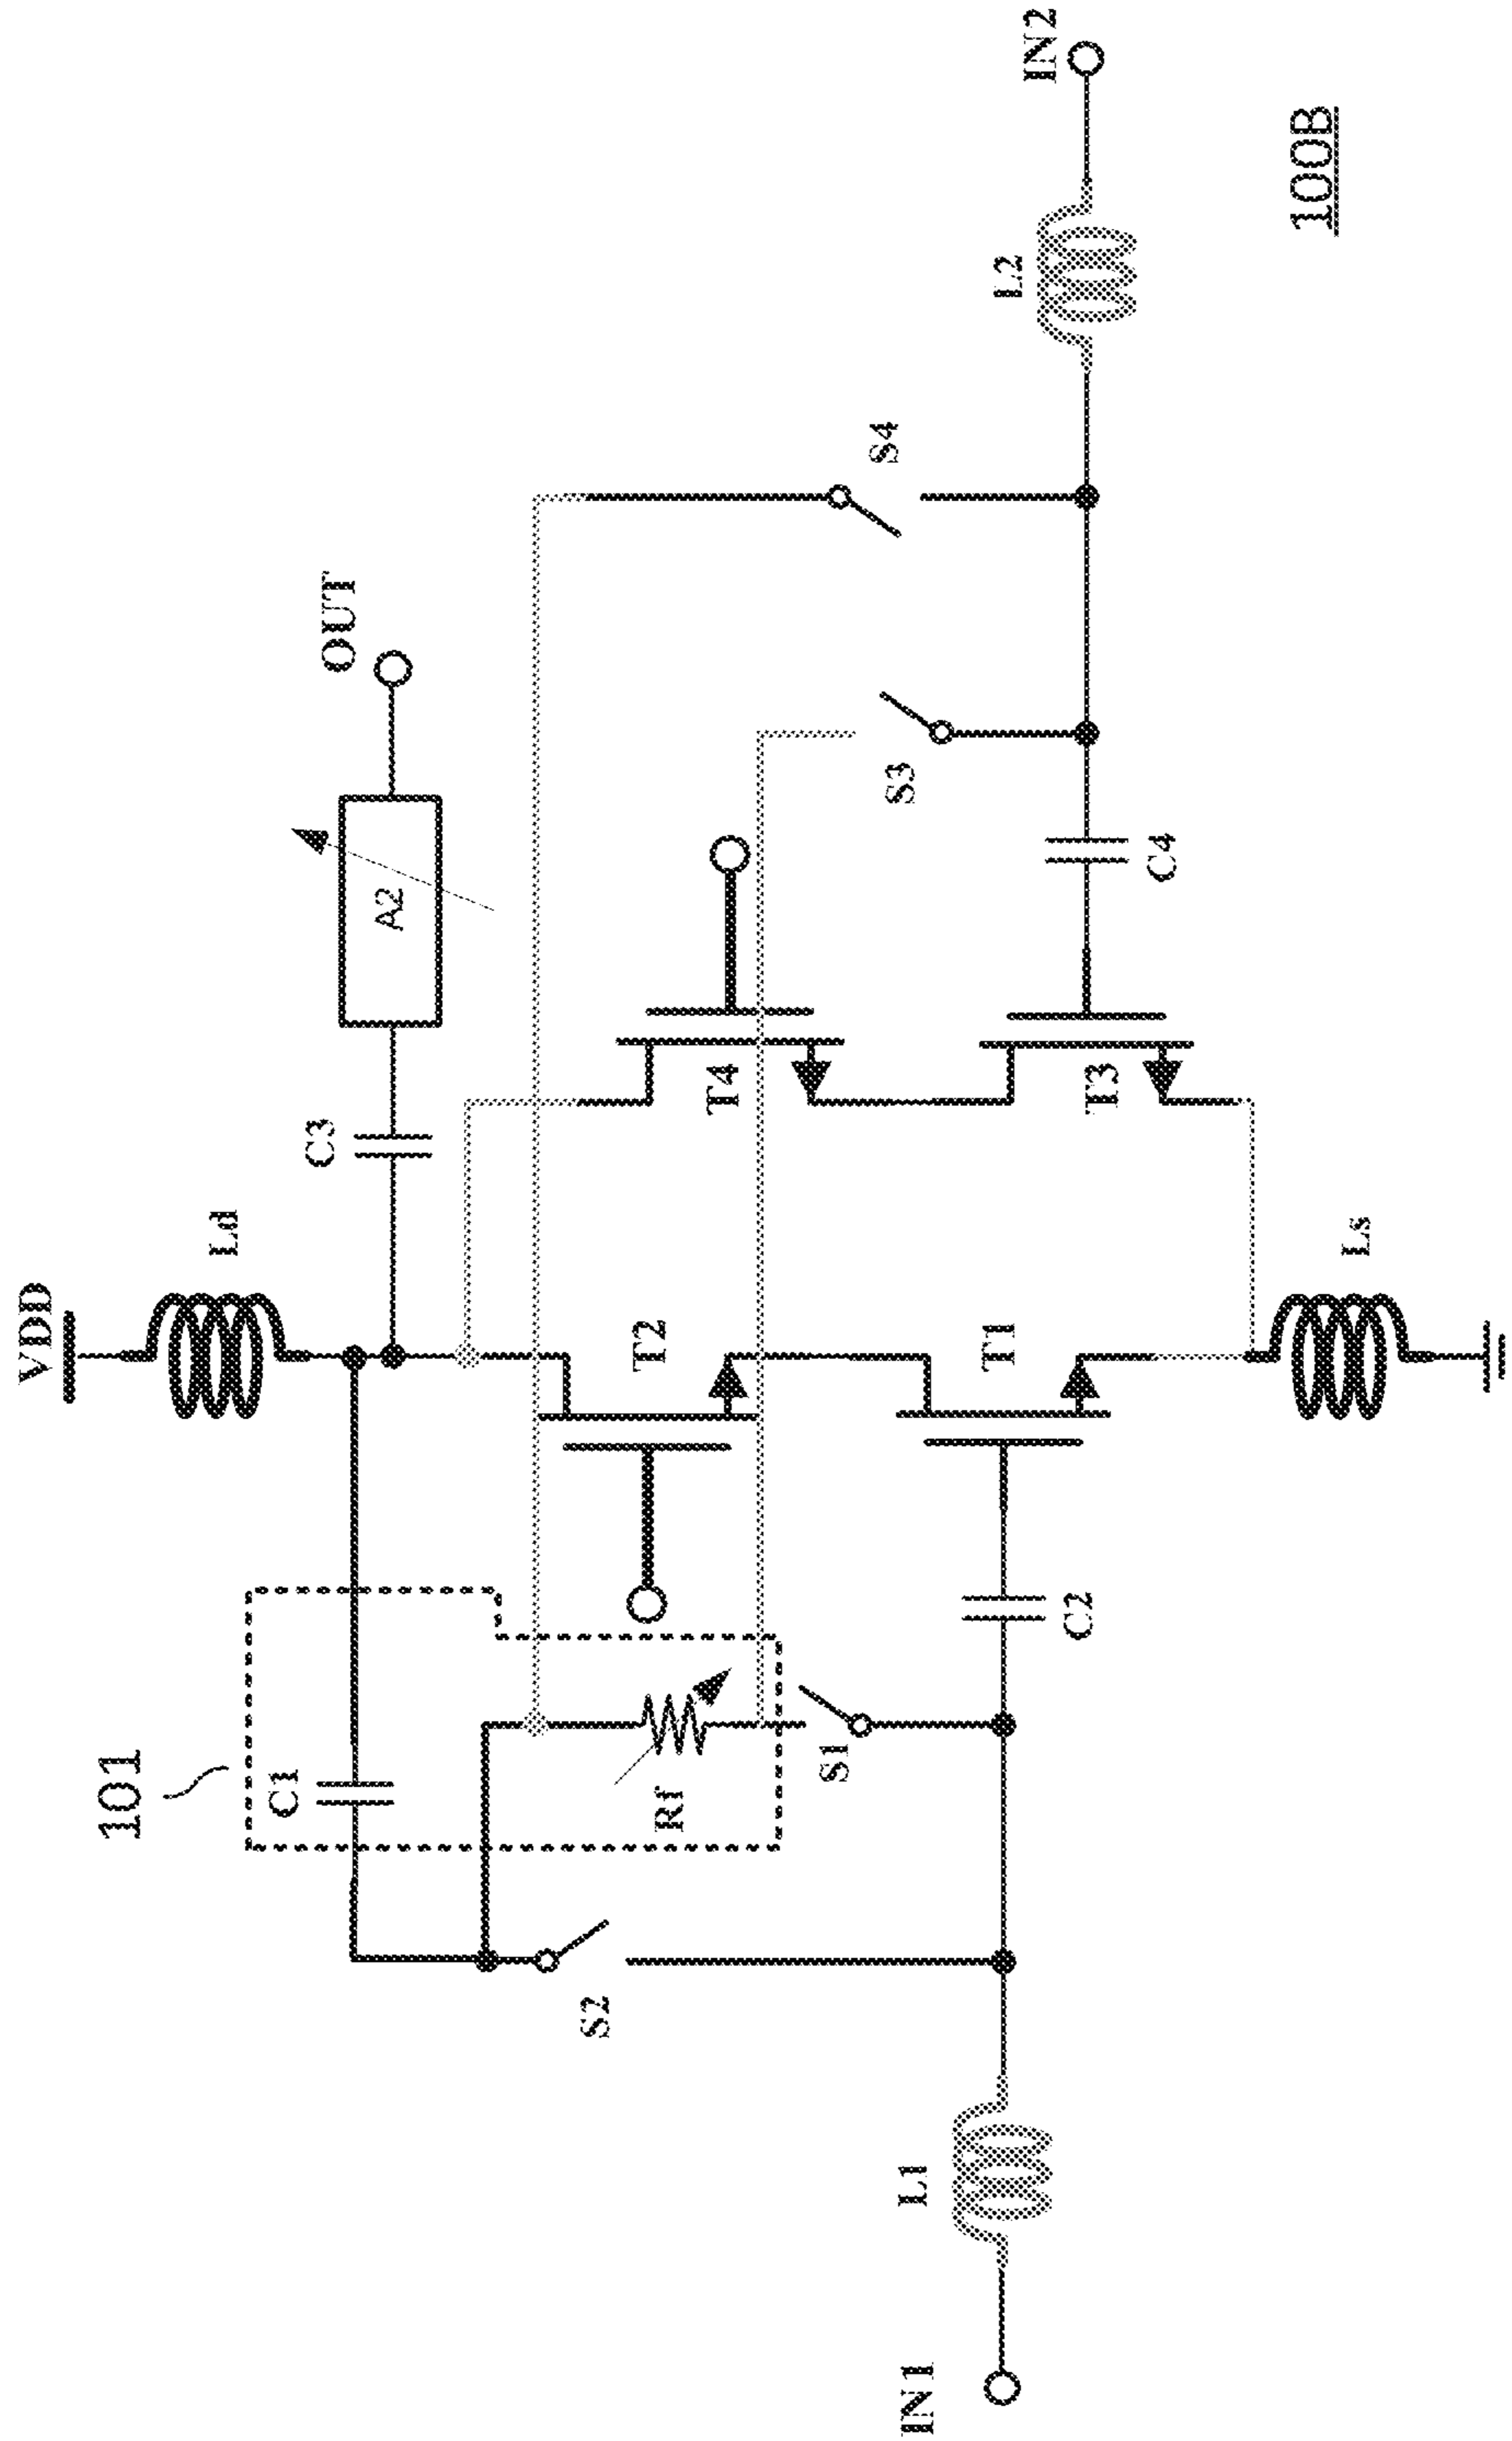 VDD
Ld
C3
A2
OUT
101
C1
Rf
S2
S1
T2
T4
S3
S4
L1
IN1
C2
T1
T3
C4
L2
IN2
Ls
100B